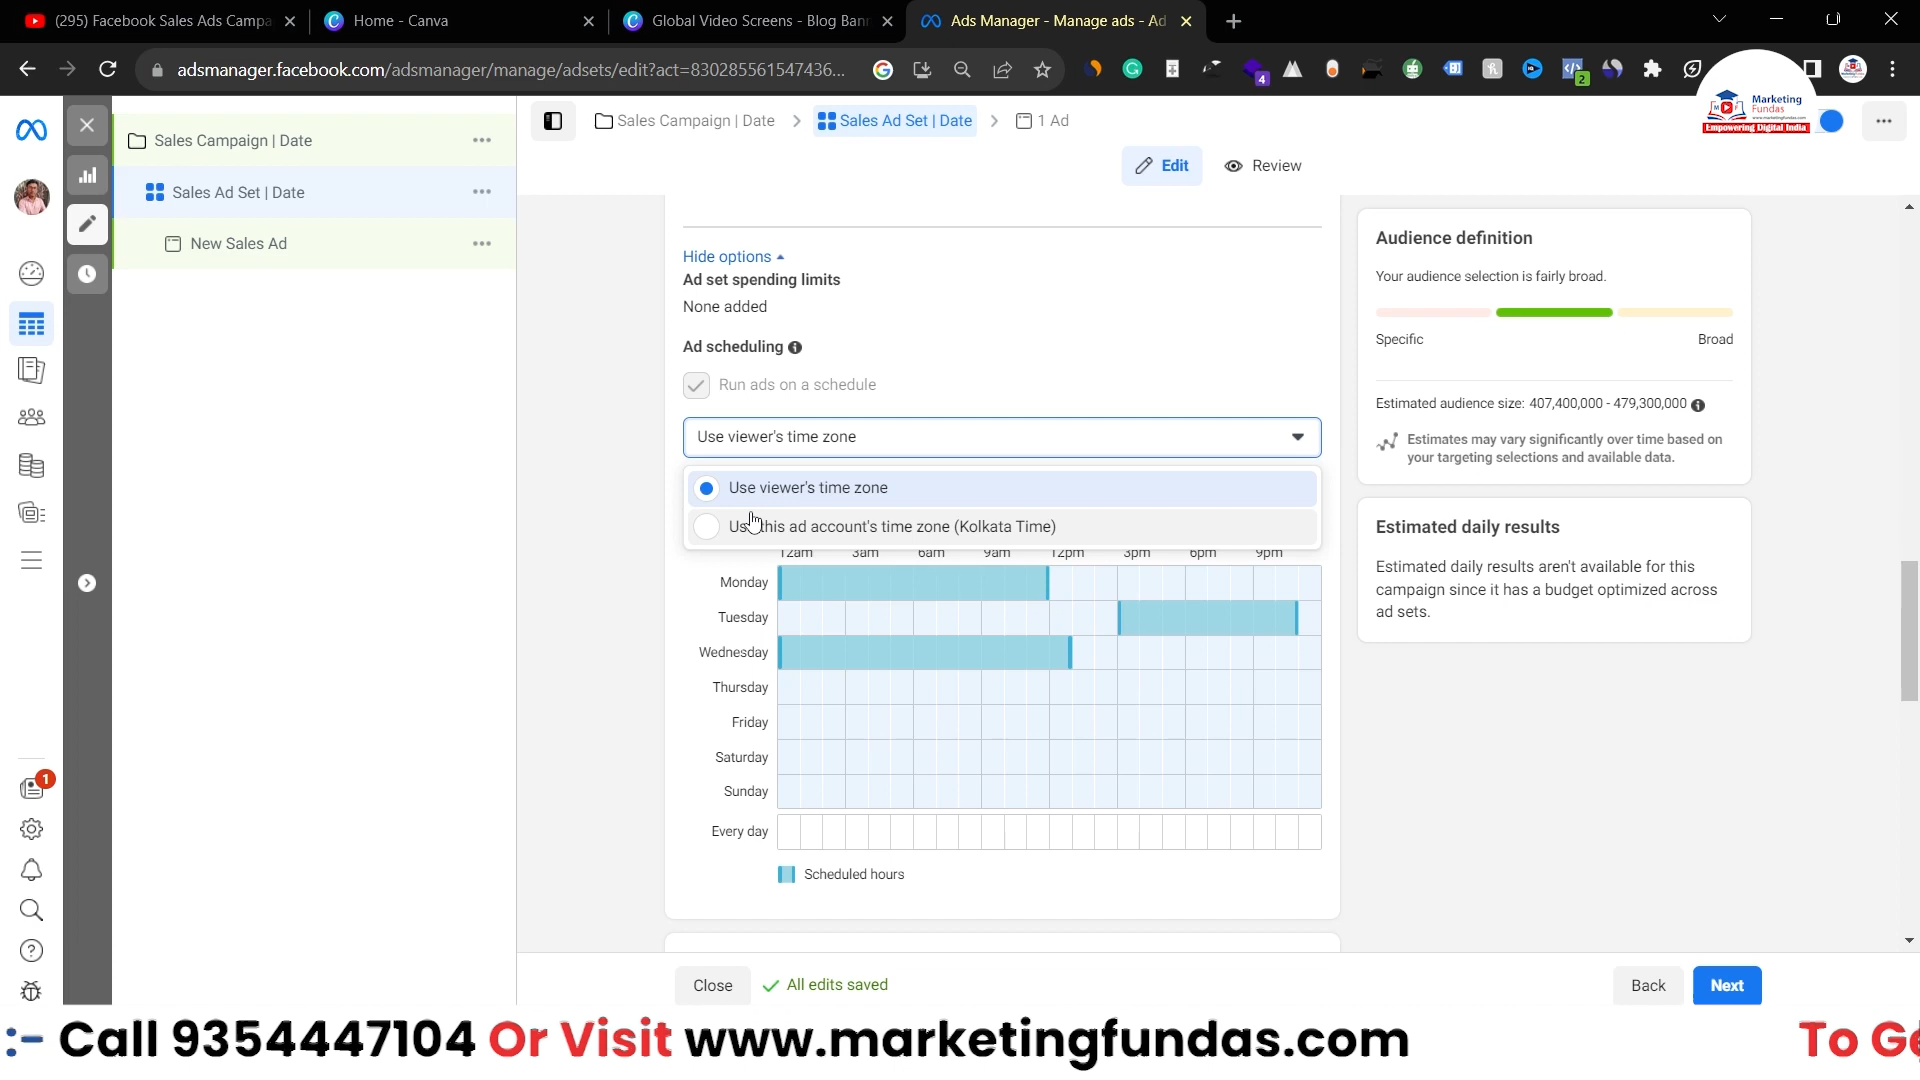 (295) Facebook Sales Ads Campa
Home - Canva
Global Video Screens - Blog Bann
Ads Manager - Manage ads - Ad
adsmanager.facebook.com/adsmanager/manage/adsets/edit?act=830285561547436...
4
2
Marketing
Fundas
www.marketingfundas.com
Empowering Digital India
Sales Campaign | Date
Sales Ad Set | Date
New Sales Ad
Sales Campaign | Date
Sales Ad Set | Date
1 Ad
Edit
Review
Hide options
Ad set spending limits
None added
Ad scheduling
Run ads on a schedule
Use viewer's time zone
Use viewer's time zone
Use this ad account's time zone (Kolkata Time)
12am 3am 6am 9am 12pm 3pm 6pm 9pm
Monday
Tuesday
Wednesday
Thursday
Friday
Saturday
Sunday
Every day
Scheduled hours
Audience definition
Your audience selection is fairly broad.
Specific
Broad
Estimated audience size: 407,400,000 - 479,300,000
Estimates may vary significantly over time based on
your targeting selections and available data.
Estimated daily results
Estimated daily results aren't available for this
campaign since it has a budget optimized across
ad sets.
1
Close
All edits saved
Back
Next
:- Call 9354447104 Or Visit www.marketingfundas.com
To Ge